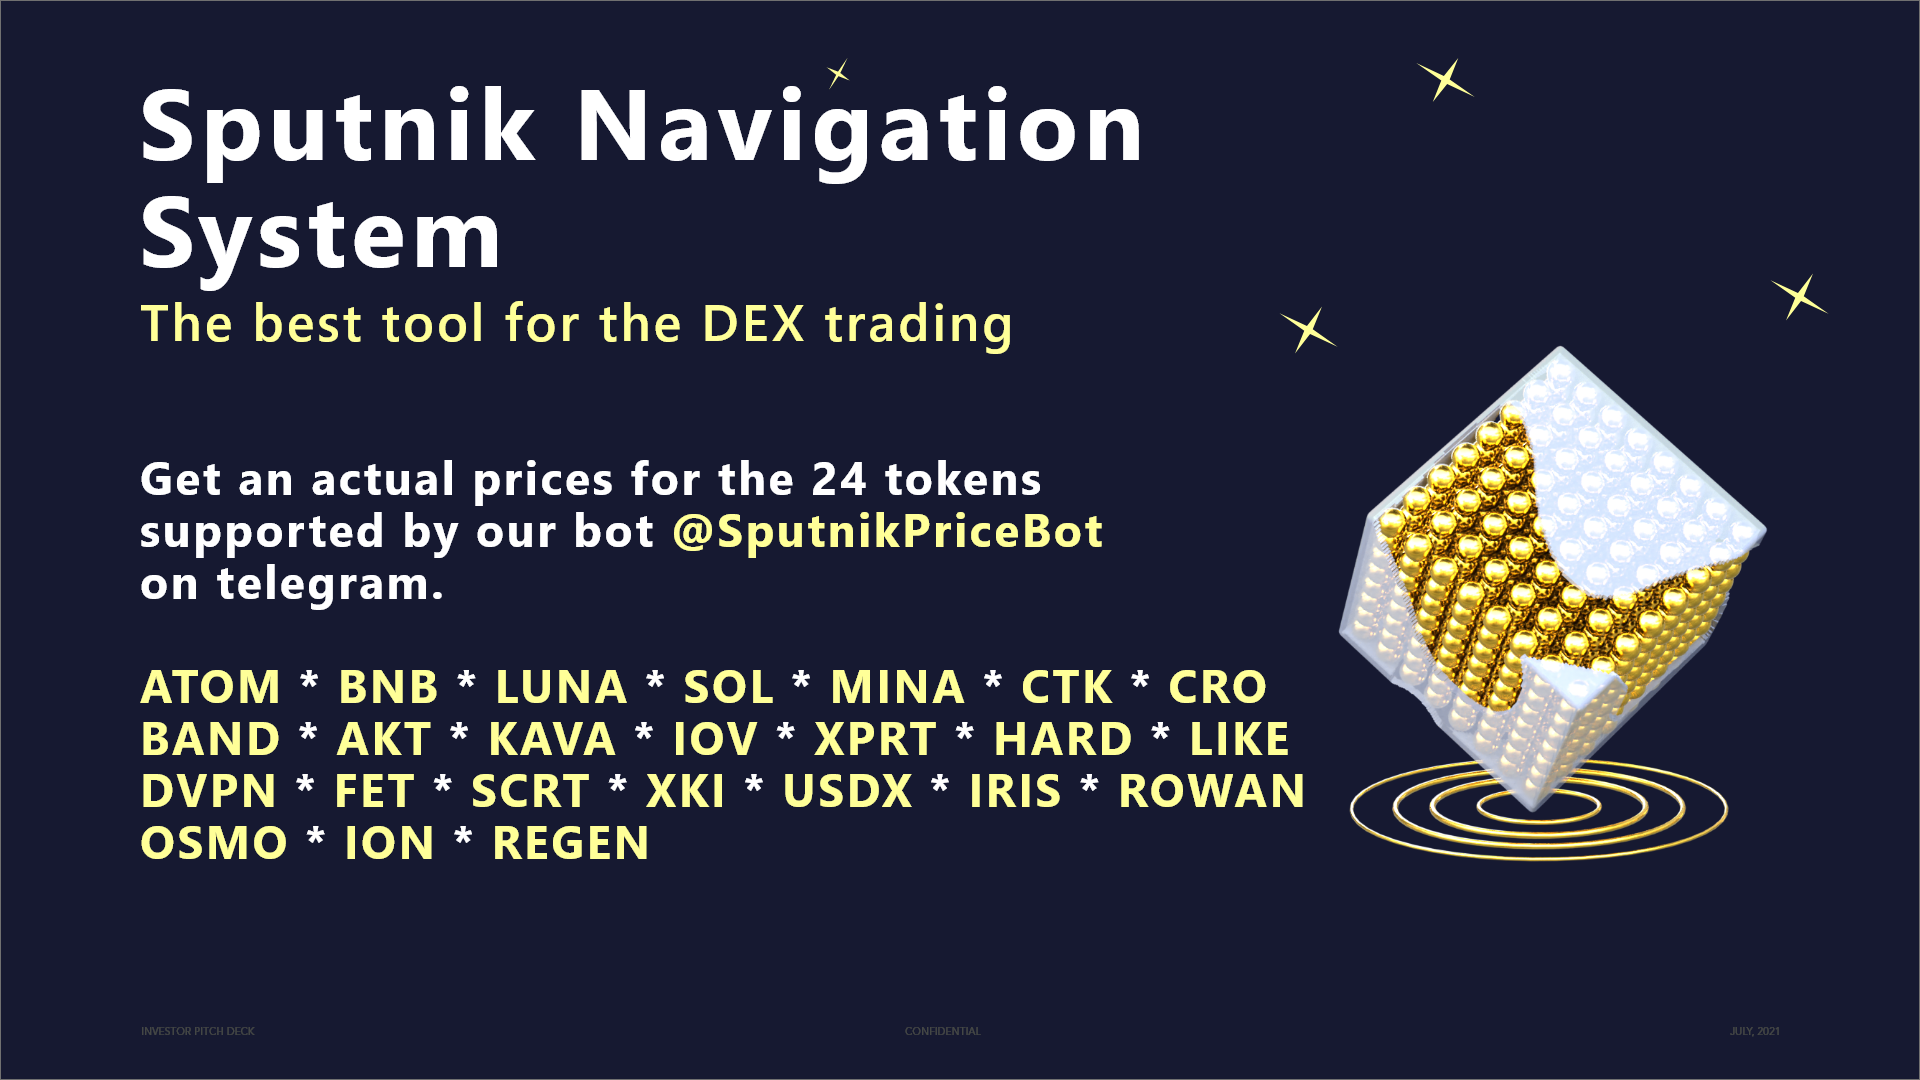 Sputnik Navigation
System
The best tool for the DEX trading
Get an actual prices for the 24 tokens
supported by our bot @SputnikPriceBot
on telegram.
ATOM * BNB * LUNA * SOL * MINA * CTK * CRO
BAND * AKT * KAVA * IOV * XPRT * HARD * LIKE
DVPN * FET * SCRT * XKI * USDX * IRIS * ROWAN
OSMO * ION * REGEN
INVESTOR PITCH DECK
CONFIDENTIAL
JULY, 2021